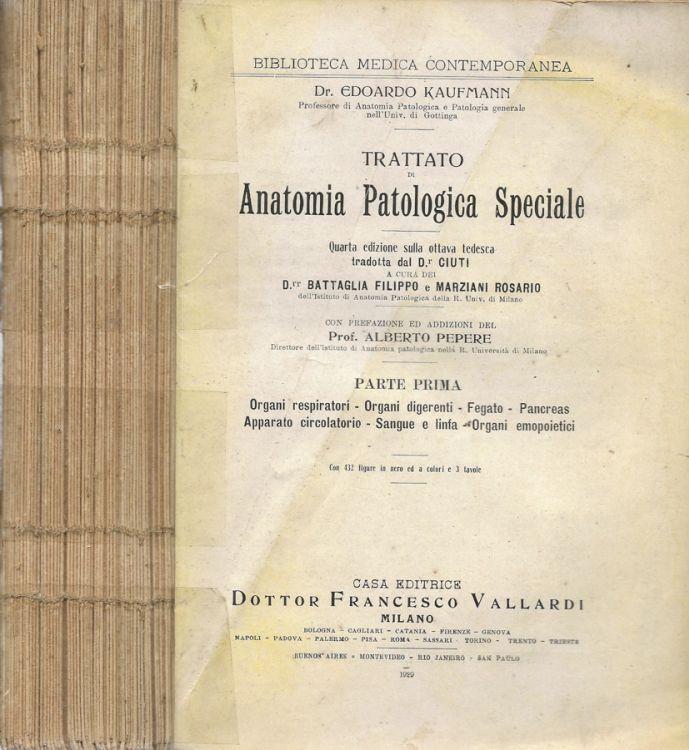 BIBLIOTECA MEDICA CONTEMPORANEA
Dr. EDOARDO KAUFMANN
Professore di Anatomia Patologica e Patologia generale
nell'Univ. di Gottinga
TRATTATO
DI
Anatomia Patologica Speciale
Quarta edizione sulla ottava tedesca
tradotta dal D.r CIUTI
A CURA DEI
D.rr BATTAGLIA FILIPPO e MARZIANI ROSARIO
dell'Istituto di Anatomia Patologica della R. Univ. di Milano
CON PREFAZIONE ED ADDIZIONI DEL
Prof. ALBERTO PEPERE
Direttore dell'Istituto di Anatomia patologica nella R. Università di Milano
PARTE PRIMA
Organi respiratori - Organi digerenti - Fegato - Pancreas
Apparato circolatorio - Sangue e linfa - Organi emopoietici
Con 432 figure in nero ed a colori e 3 tavole
CASA EDITRICE
DOTTOR FRANCESCO VALLARDI
MILANO
BOLOGNA - CAGLIARI - CATANIA - FIRENZE - GENOVA
NAPOLI - PADOVA - PALERMO - PISA - ROMA - SASSARI - TORINO - TRENTO - TRIESTE
BUENOS AIRES - MONTEVIDEO - RIO JANEIRO - SAN PAULO
1929